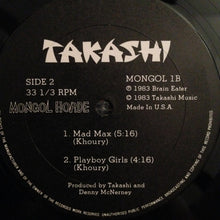 TAKASHI
SIDE 2
33 1/3 RPM
MONGOL HORDE
MONGOL 1B
℗ 1983 Brain Eater
© 1983 Takashi Music
Made In U.S.A.
1. Mad Max (5:16)
(Khoury)
2. Playboy Girls (4:16)
(Khoury)
Produced by Takashi and
Denny McNerney